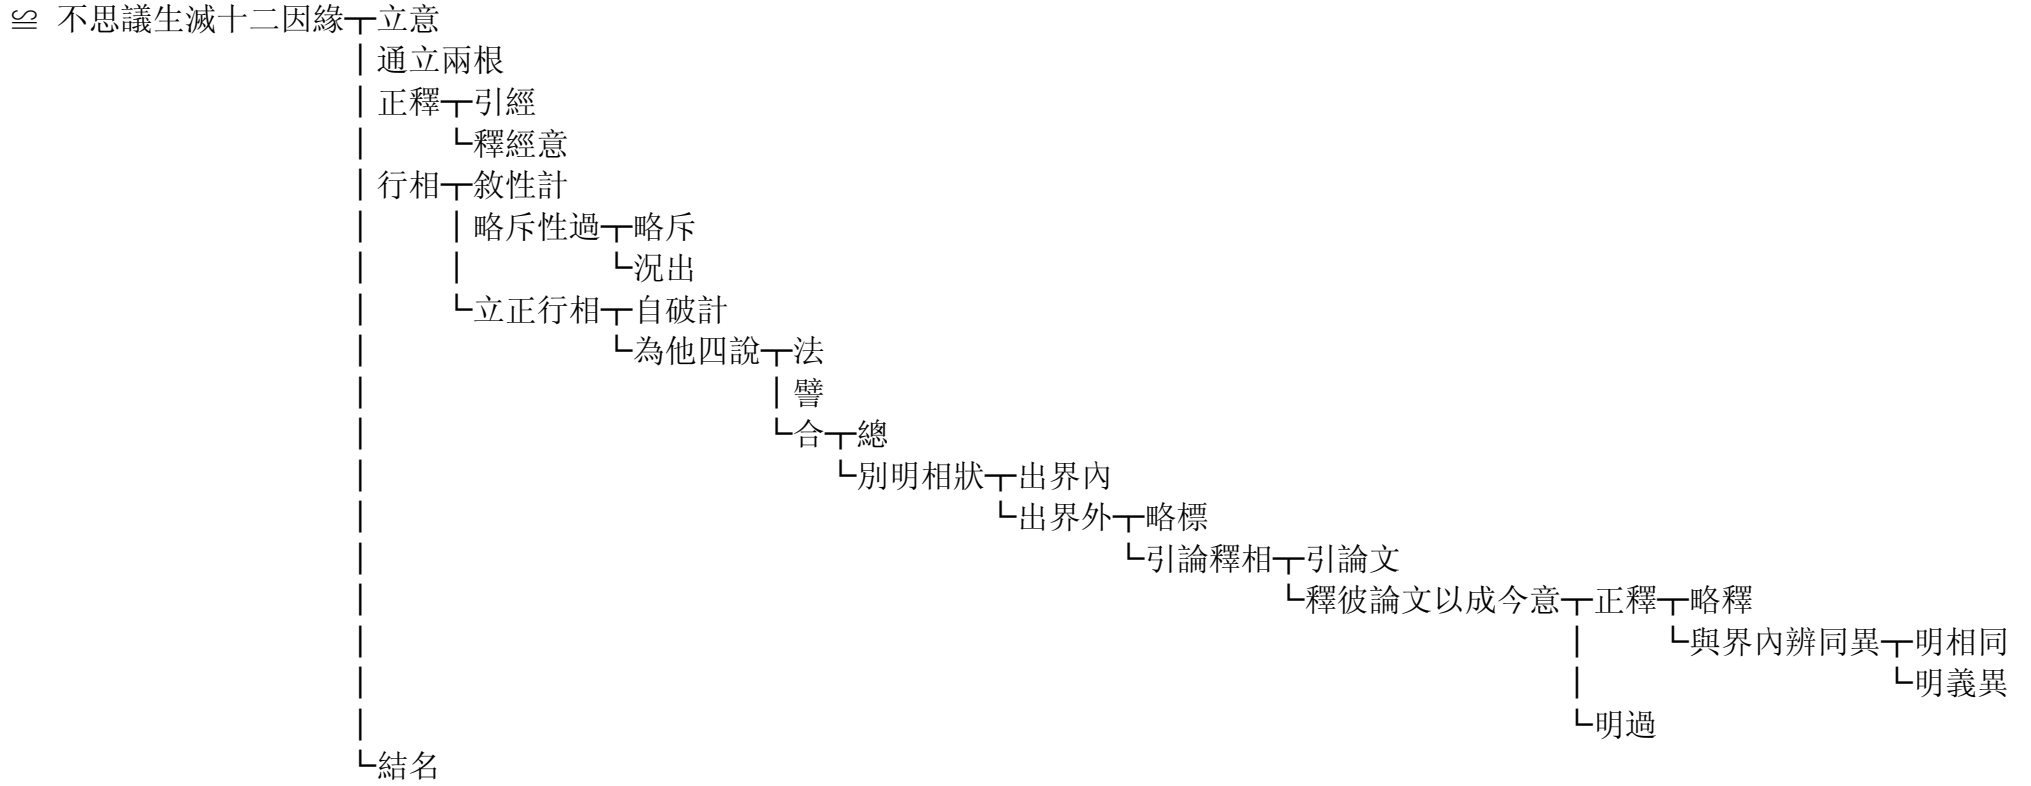 ≌ 不思議生滅十二因緣┬立意
│通立兩根
│正釋┬引經
│　　└釋經意
│行相┬敘性計
│　　│略斥性過┬略斥
│　　│　　　　└況出
│　　└立正行相┬自破計
│　　　　　　　└為他四說┬法
│　　　　　　　　　　　　│譬
│　　　　　　　　　　　　└合┬總
│　　　　　　　　　　　　　　└別明相狀┬出界內
│　　　　　　　　　　　　　　　　　　　└出界外┬略標
│　　　　　　　　　　　　　　　　　　　　　　　└引論釋相┬引論文
│　　　　　　　　　　　　　　　　　　　　　　　　　　　　└釋彼論文以成今意┬正釋┬略釋
│　　　　　　　　　　　　　　　　　　　　　　　　　　　　　　　　　　　　　│　　└與界內辨同異┬明相同
│　　　　　　　　　　　　　　　　　　　　　　　　　　　　　　　　　　　　　│　　　　　　　　　└明義異
│　　　　　　　　　　　　　　　　　　　　　　　　　　　　　　　　　　　　　└明過
└結名